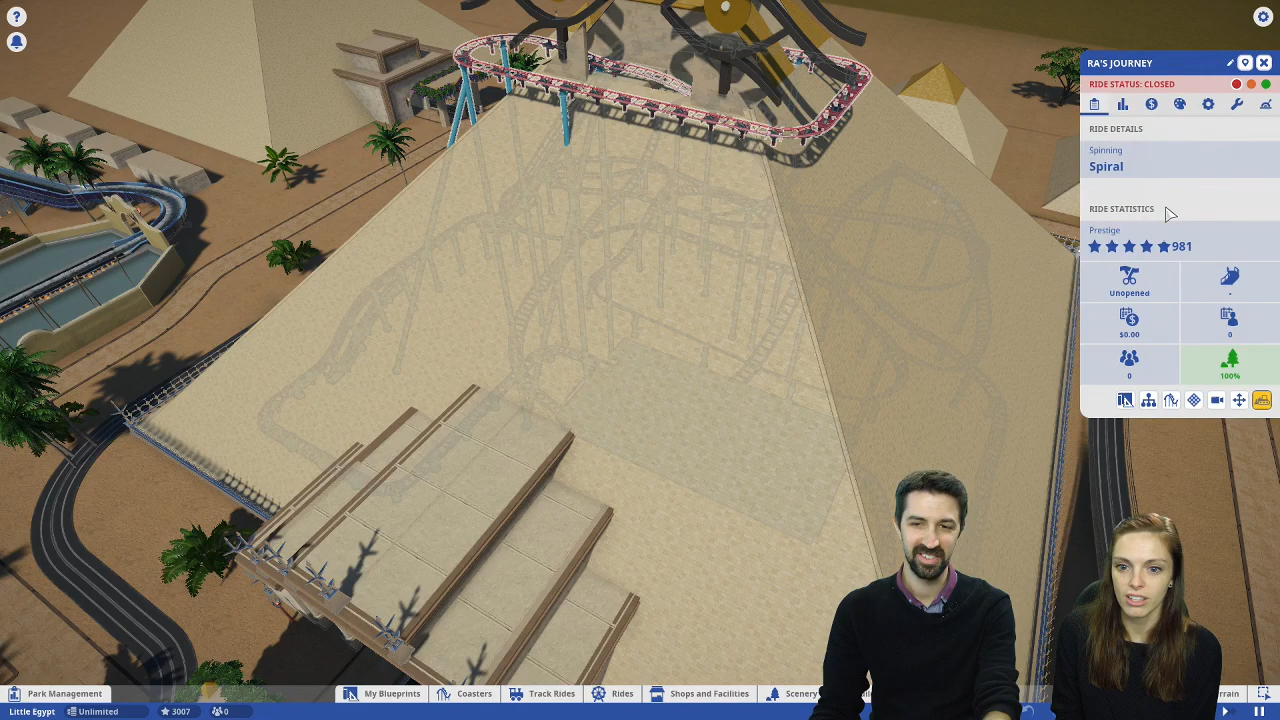 ?
RA'S JOURNEY
RIDE STATUS: CLOSED
RIDE DETAILS
Spinning
Spiral
RIDE STATISTICS
Prestige
981
Unopened
-
$0.00
0
0
100%
Park Management
My Blueprints
Coasters
Track Rides
Rides
Shops and Facilities
Scenery
Little Egypt
Unlimited
3007
0